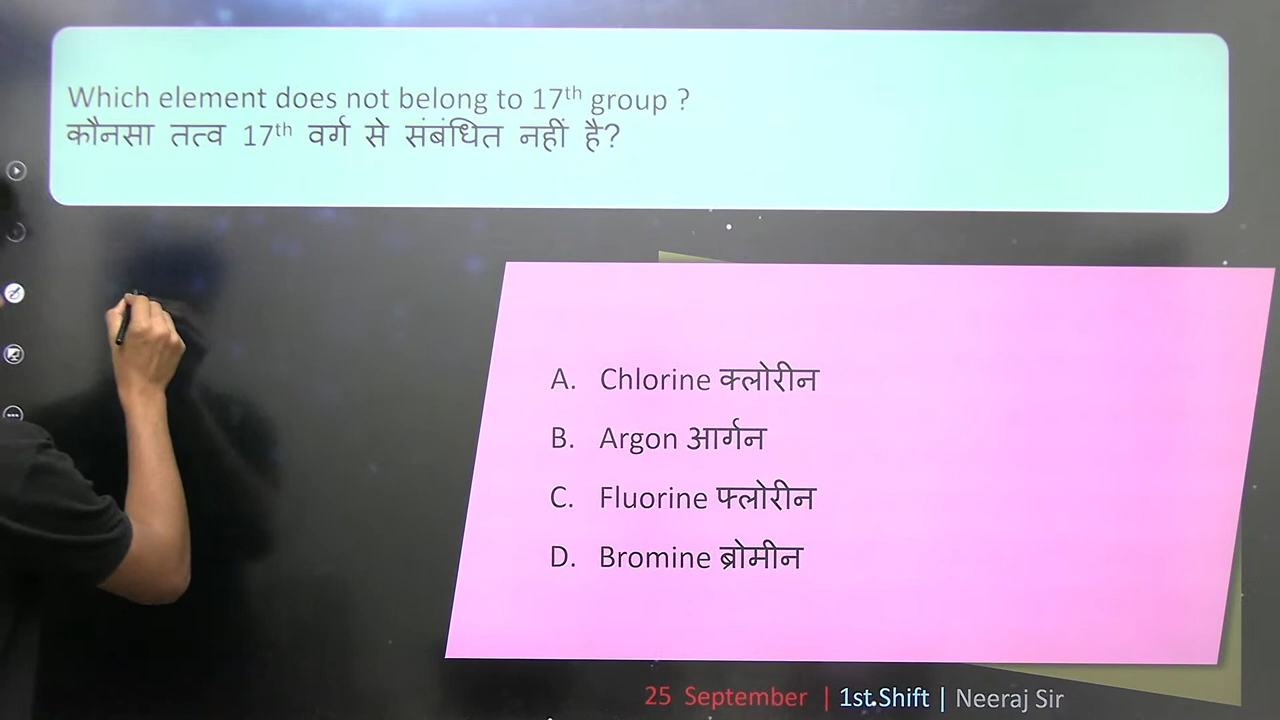 Which element does not belong to 17th group ?
कौनसा तत्व 17th वर्ग से संबंधित नहीं है?
A. Chlorine क्लोरीन
B. Argon आर्गन
C. Fluorine फ्लोरीन
D. Bromine ब्रोमीन
25 September | 1st Shift | Neeraj Sir